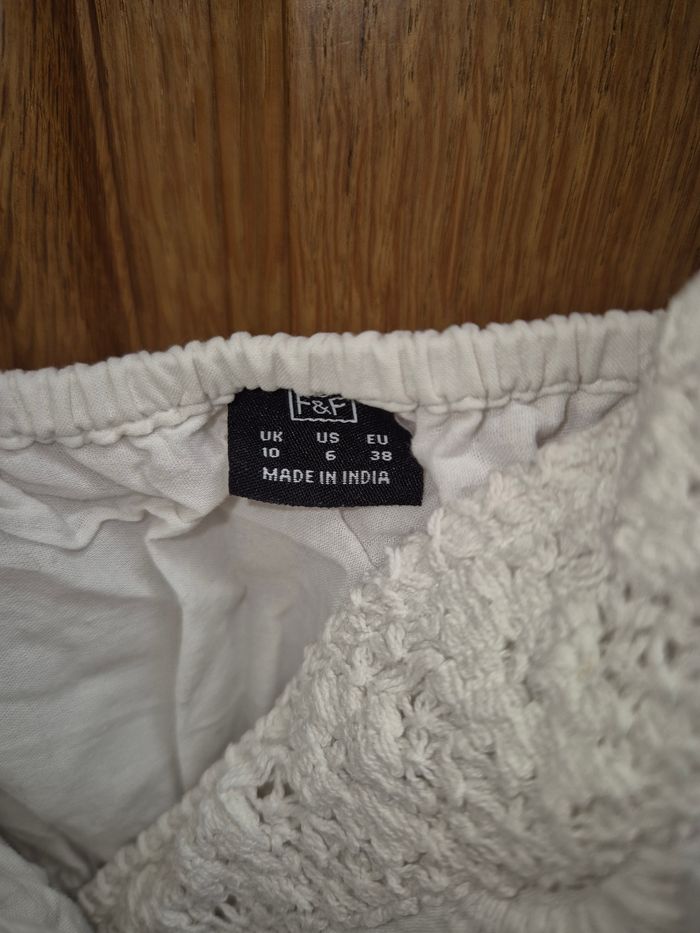 F&F
UK US EU
10 6 38
MADE IN INDIA